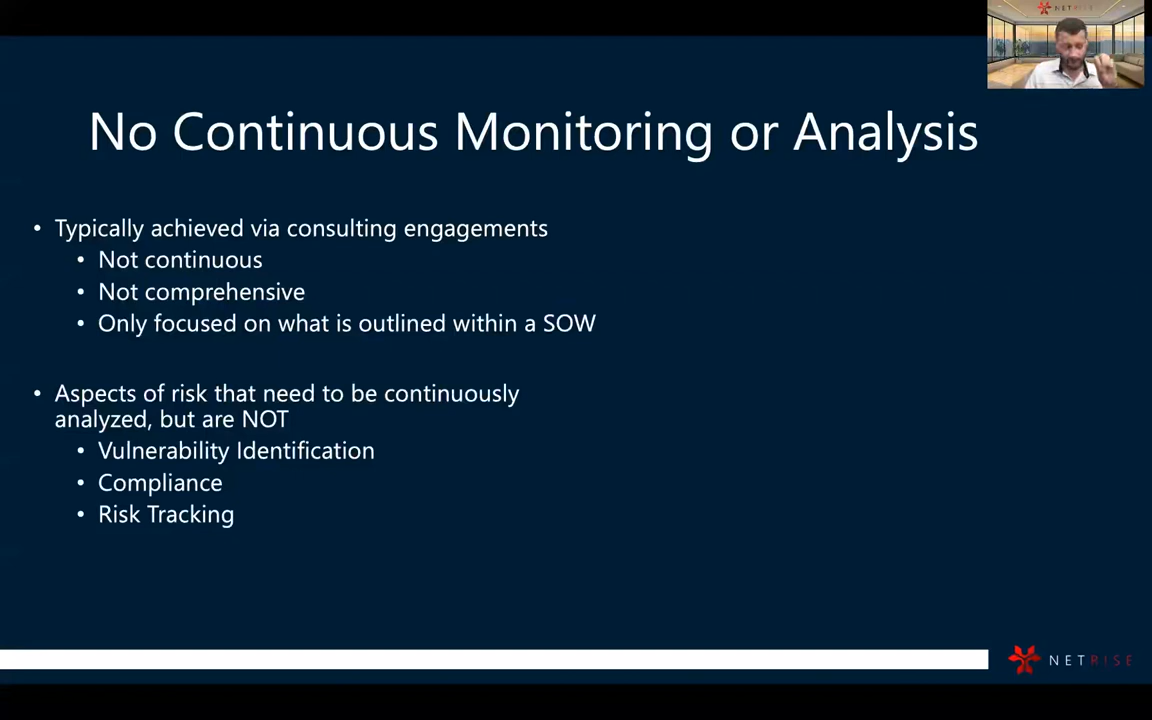 NETRISE
No Continuous Monitoring or Analysis
• Typically achieved via consulting engagements
• Not continuous
• Not comprehensive
• Only focused on what is outlined within a SOW
• Aspects of risk that need to be continuously
analyzed, but are NOT
• Vulnerability Identification
• Compliance
• Risk Tracking
NETRISE